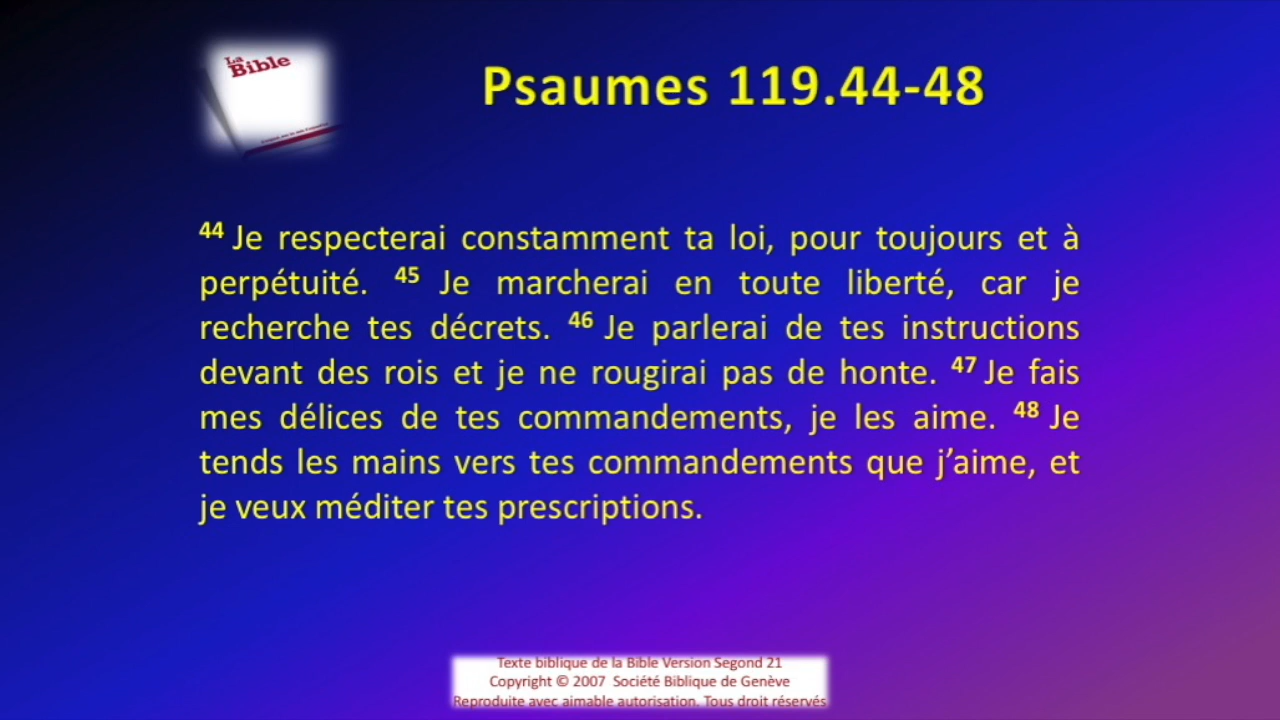 La
Bible
Psaumes 119.44-48
44 Je respecterai constamment ta loi, pour toujours et à
perpétuité. 45 Je marcherai en toute liberté, car je
recherche tes décrets. 46 Je parlerai de tes instructions
devant des rois et je ne rougirai pas de honte. 47 Je fais
mes délices de tes commandements, je les aime. 48 Je
tends les mains vers tes commandements que j’aime, et
je veux méditer tes prescriptions.
Texte biblique de la Bible Version Segond 21
Copyright © 2007 Société Biblique de Genève
Reproduite avec aimable autorisation. Tous droit réservés